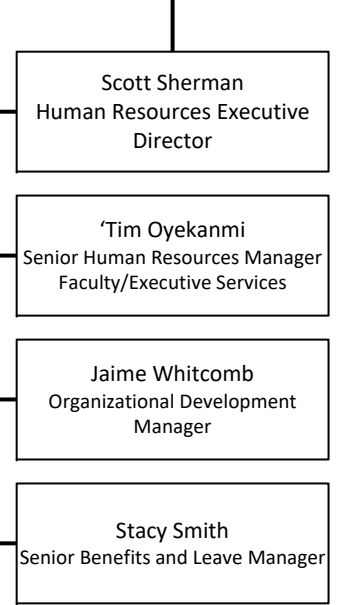 Scott Sherman
Human Resources Executive
Director
‘Tim Oyekanmi
Senior Human Resources Manager
Faculty/Executive Services
Jaime Whitcomb
Organizational Development
Manager
Stacy Smith
Senior Benefits and Leave Manager